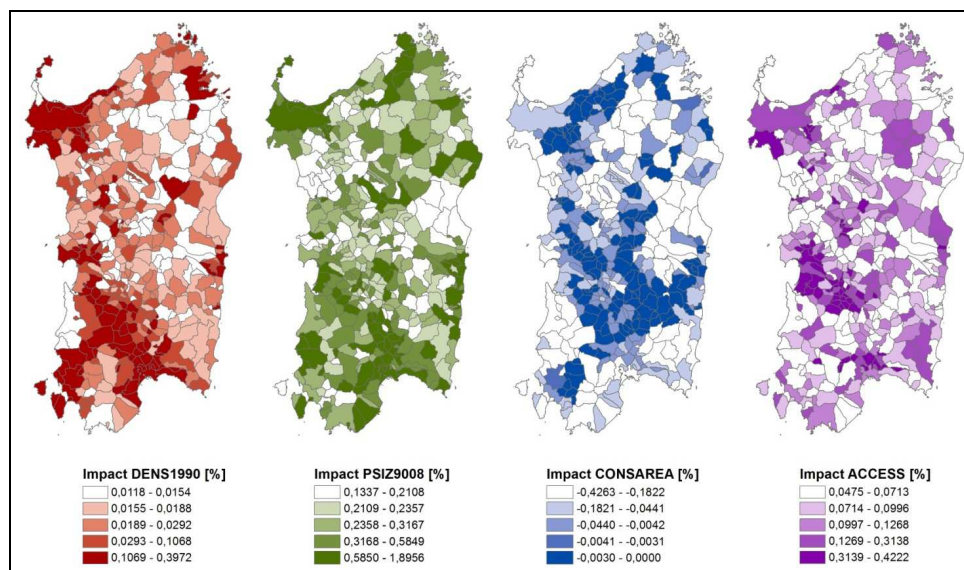 Impact DENS1990 [%]
0,0118 - 0,0154
0,0155 - 0,0188
0,0189 - 0,0292
0,0293 - 0,1068
0,1069 - 0,3972
Impact PSIZ9008 [%]
0,1337 - 0,2108
0,2109 - 0,2357
0,2358 - 0,3167
0,3168 - 0,5849
0,5850 - 1,8956
Impact CONSAREA [%]
-0,4263 - -0,1822
-0,1821 - -0,0441
-0,0440 - -0,0042
-0,0041 - -0,0031
-0,0030 - 0,0000
Impact ACCESS [%]
0,0475 - 0,0713
0,0714 - 0,0996
0,0997 - 0,1268
0,1269 - 0,3138
0,3139 - 0,4222